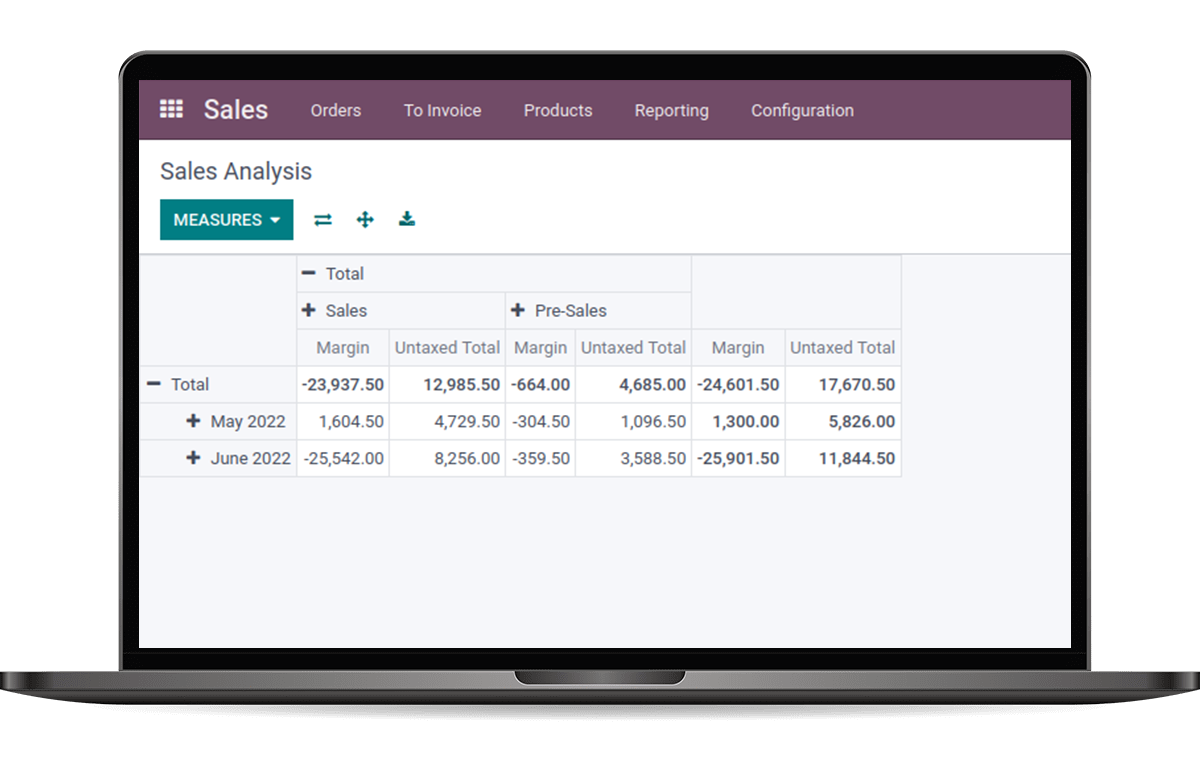 Sales Orders To Invoice Products Reporting Configuration
Sales Analysis
MEASURES
Total
Sales Pre-Sales
Margin Untaxed Total Margin Untaxed Total Margin Untaxed Total
Total -23,937.50 12,985.50 -664.00 4,685.00 -24,601.50 17,670.50
May 2022 1,604.50 4,729.50 -304.50 1,096.50 1,300.00 5,826.00
June 2022 -25,542.00 8,256.00 -359.50 3,588.50 -25,901.50 11,844.50